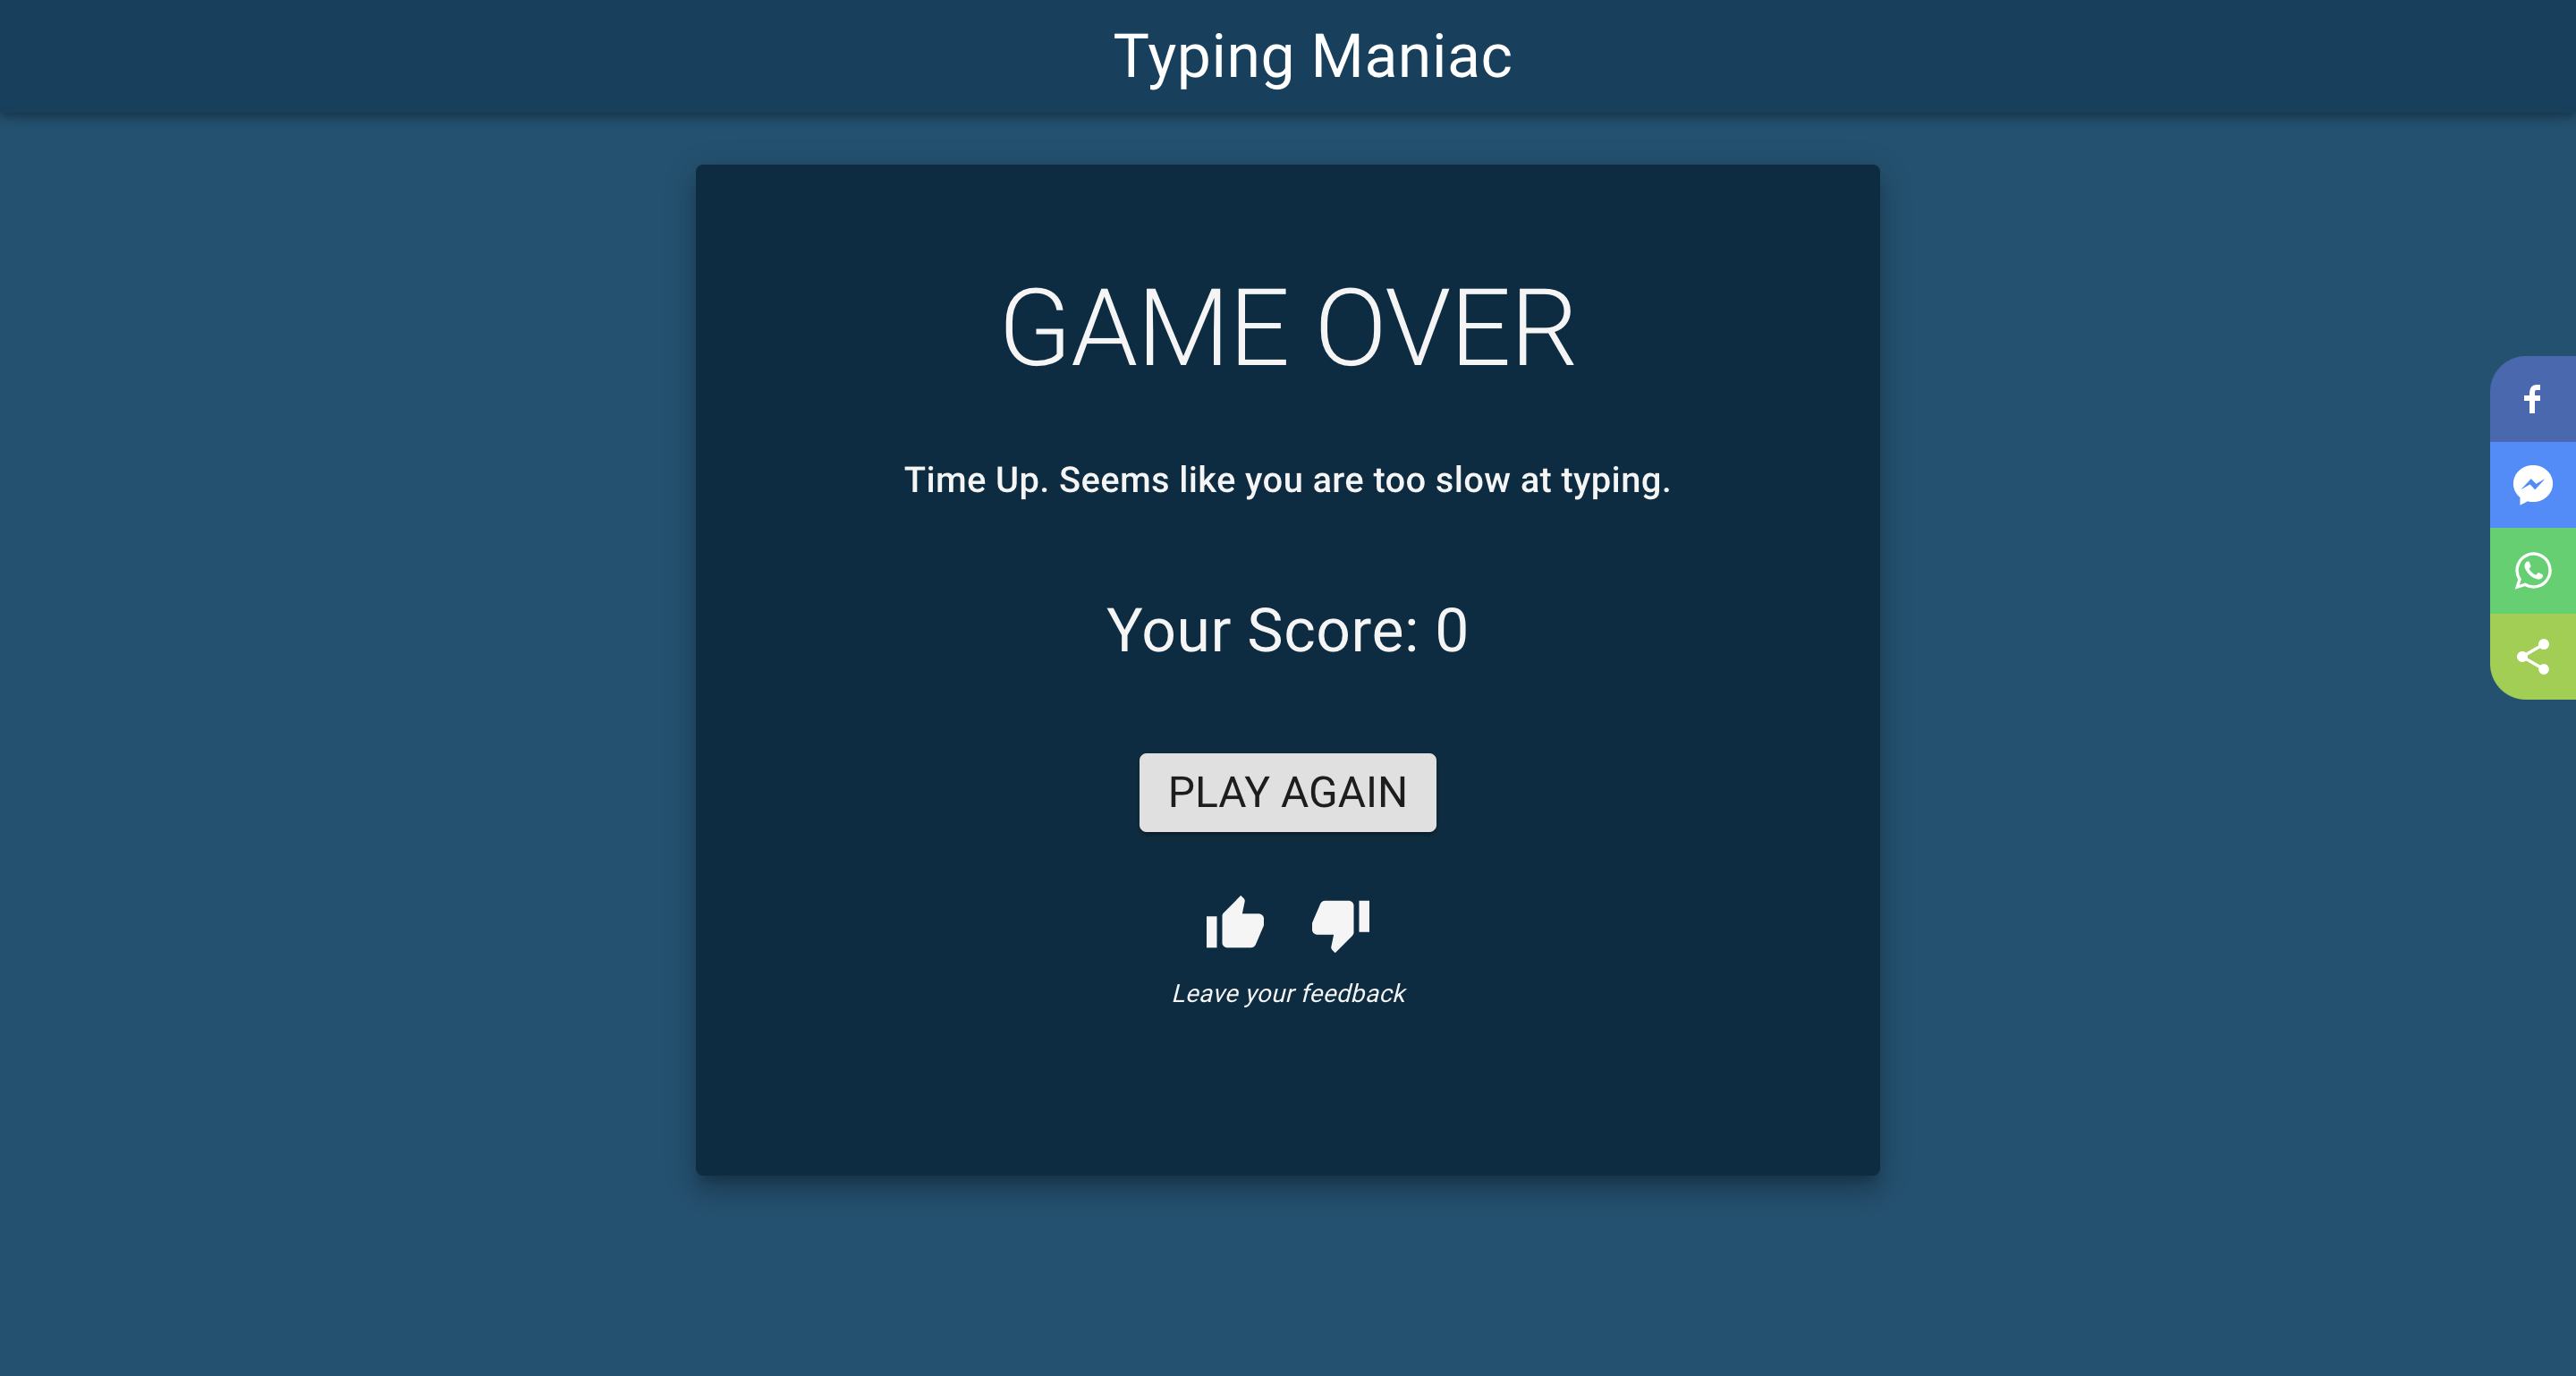 Typing Maniac
GAME OVER
Time Up. Seems like you are too slow at typing.
Your Score: 0
PLAY AGAIN
Leave your feedback